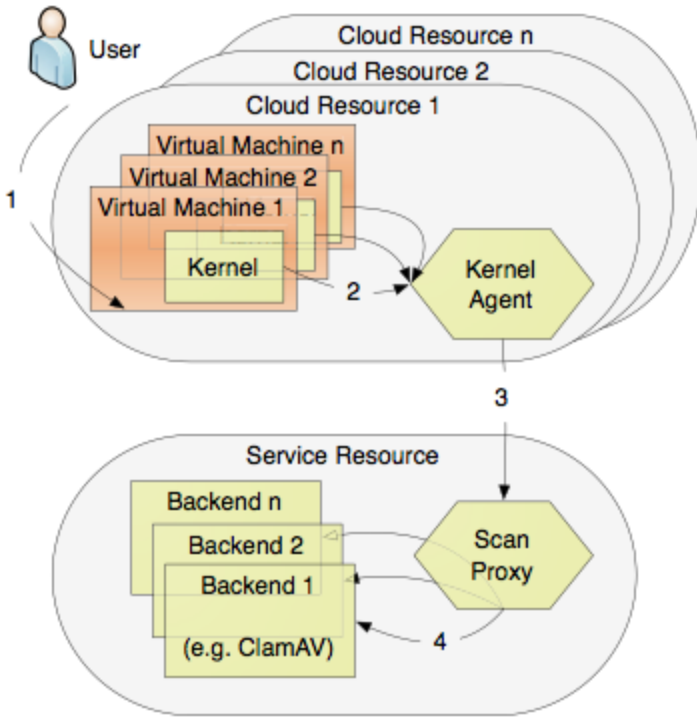 User
Cloud Resource n
Cloud Resource 2
Cloud Resource 1
Virtual Machine n
Virtual Machine 2
Virtual Machine 1
Kernel
1
2
Kernel
Agent
3
Service Resource
Backend n
Backend 2
Backend 1
(e.g. ClamAV)
Scan
Proxy
4